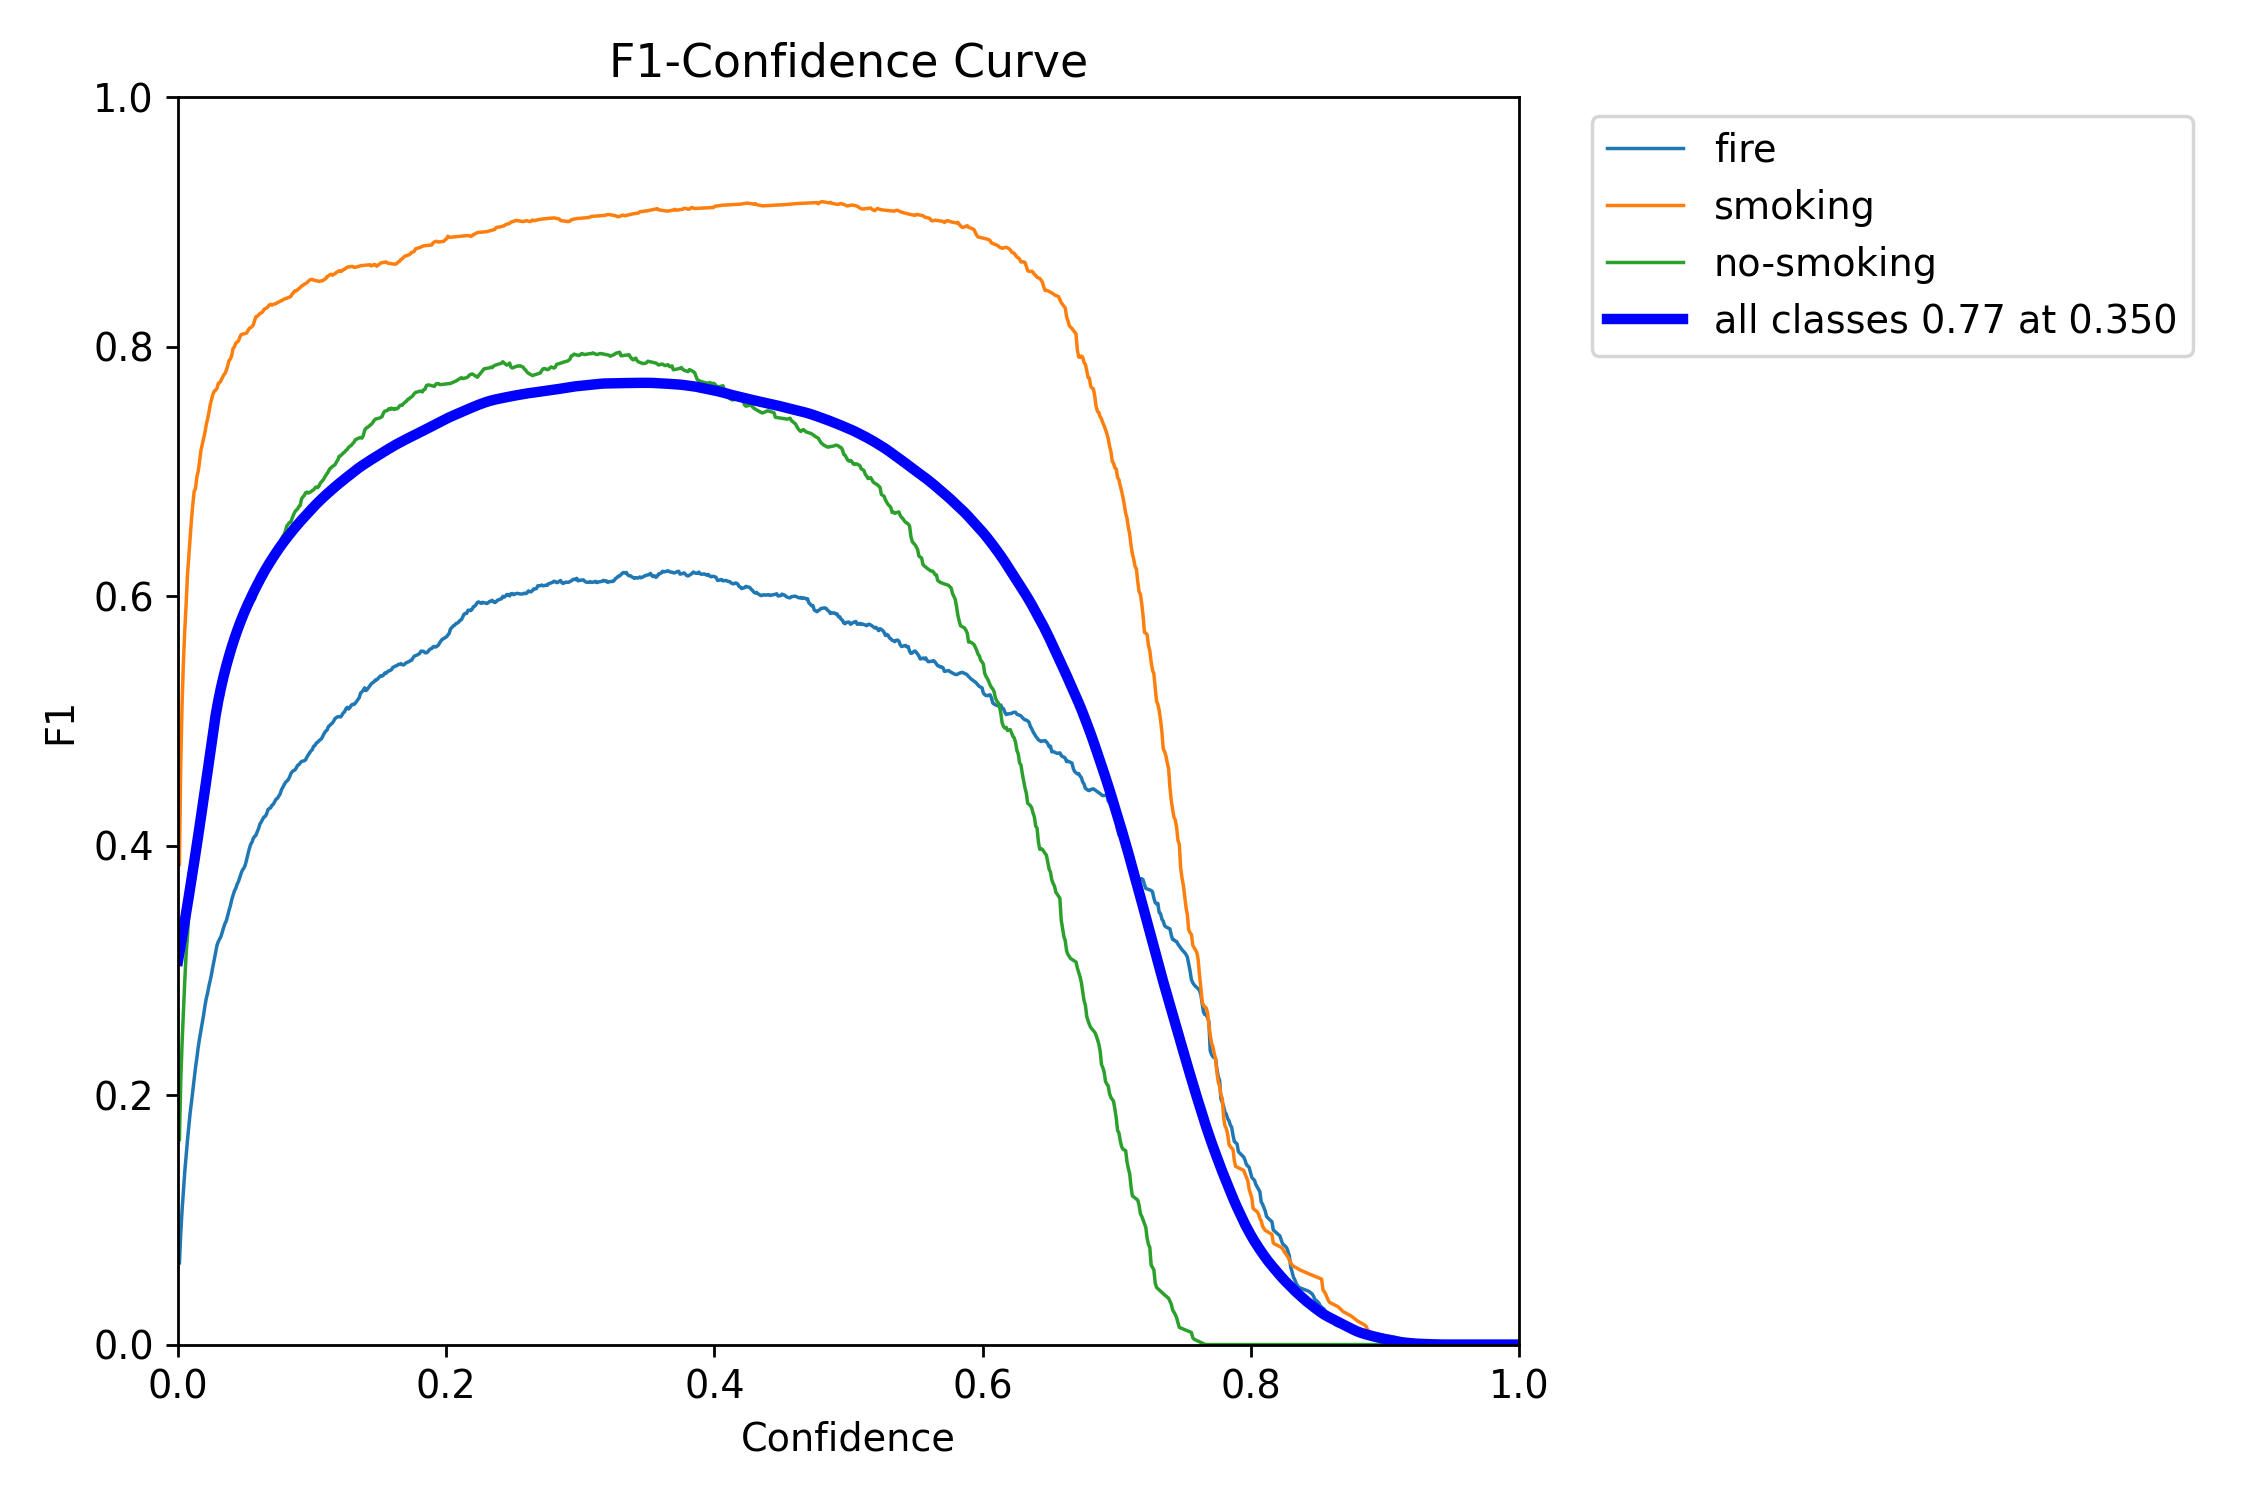 F1-Confidence Curve
1.0
0.8
0.6
0.4
0.2
0.0
F1
0.0 0.2 0.4 0.6 0.8 1.0
Confidence
fire
smoking
no-smoking
all classes 0.77 at 0.350